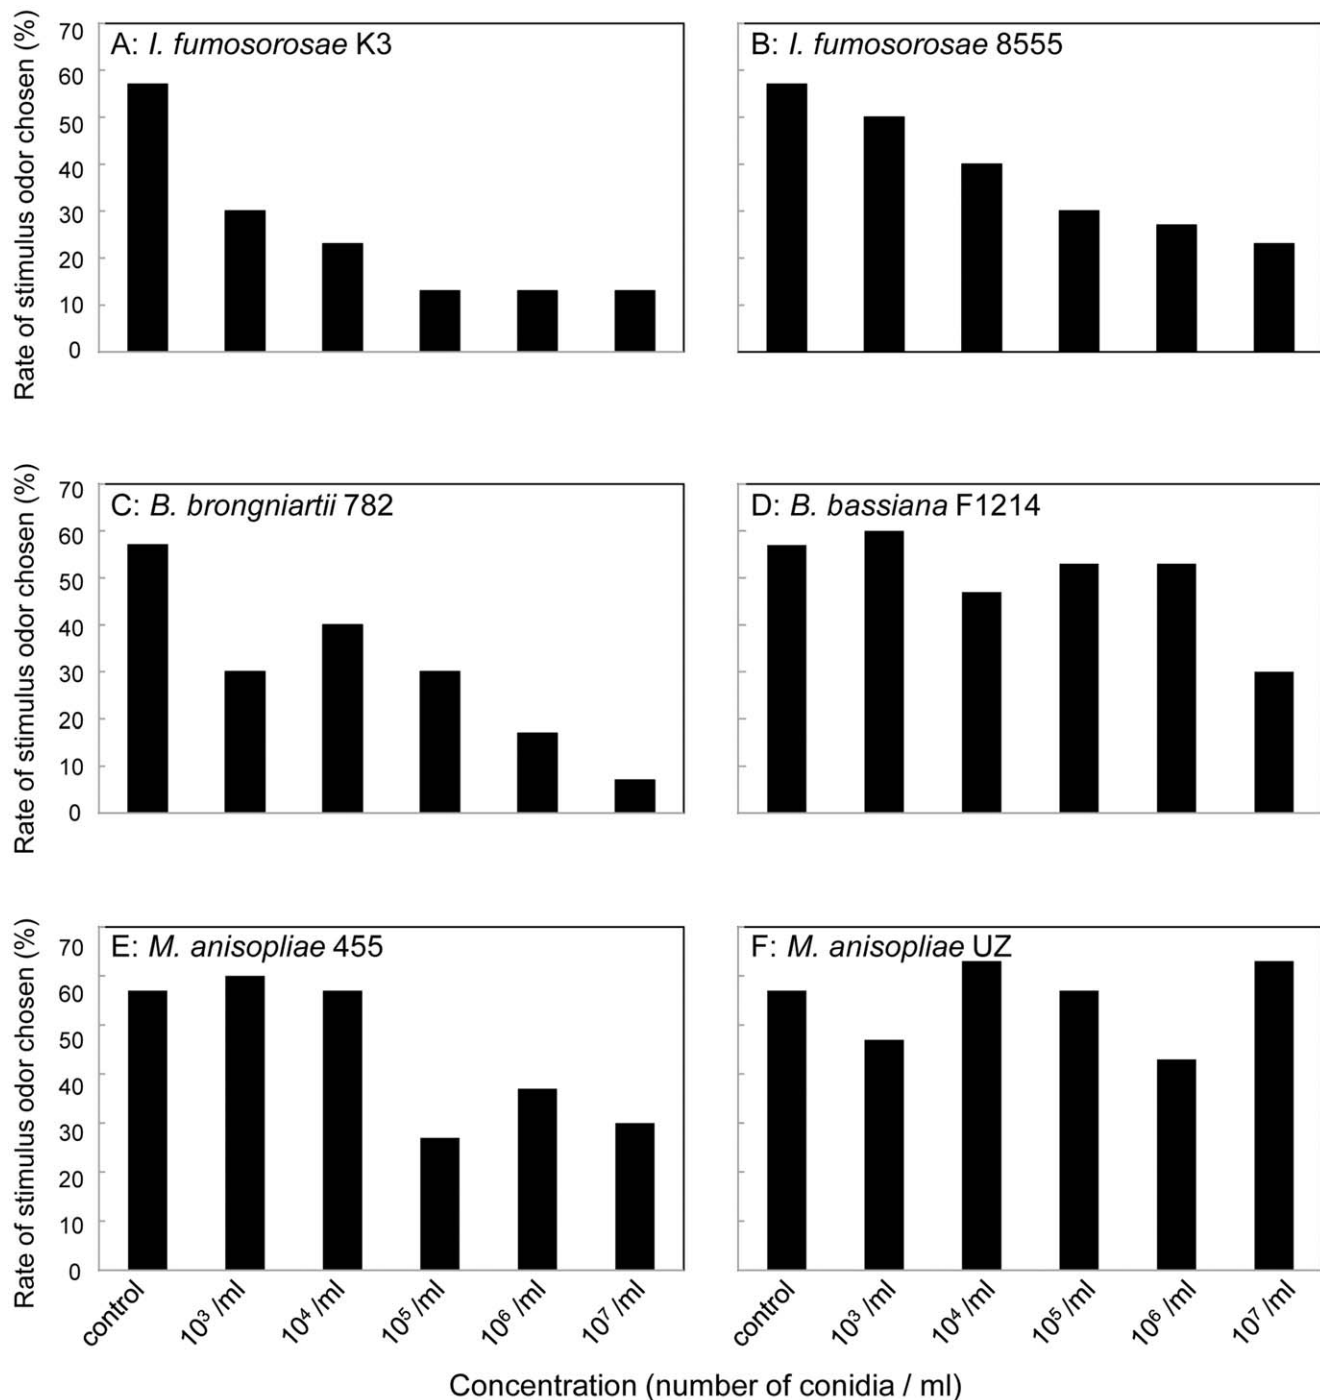 A: I. fumosorosae K3
Rate of stimulus odor chosen (%)
70
60
50
40
30
20
10
0
B: I. fumosorosae 8555
C: B. brongniartii 782
Rate of stimulus odor chosen (%)
70
60
50
40
30
20
10
0
D: B. bassiana F1214
E: M. anisopliae 455
Rate of stimulus odor chosen (%)
70
60
50
40
30
20
10
0
control
10³ /ml
10⁴ /ml
10⁵ /ml
10⁶ /ml
10⁷ /ml
F: M. anisopliae UZ
control
10³ /ml
10⁴ /ml
10⁵ /ml
10⁶ /ml
10⁷ /ml
Concentration (number of conidia / ml)